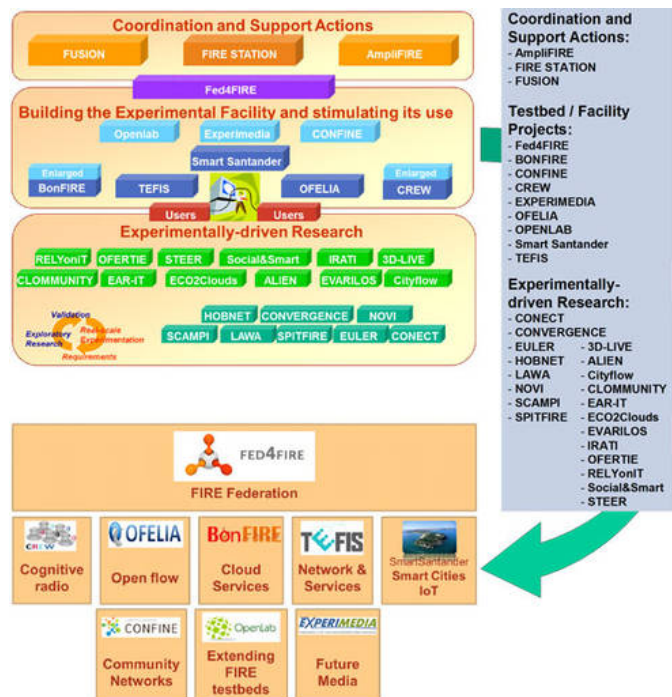 Coordination and Support Actions
FUSION
FIRE STATION
AmpliFIRE
Fed4FIRE
Building the Experimental Facility and stimulating its use
Openlab
Experimedia
CONFINE
Smart Santander
Enlarged
BonFIRE
TEFIS
OFELIA
Enlarged
CREW
Users
Users
Experimentally-driven Research
RELYonIT
OFERTIE
STEER
Social&Smart
IRATI
3D-LIVE
CLOMMUNITY
EAR-IT
ECO2Clouds
ALIEN
EVARILOS
Cityflow
HOBNET
CONVERGENCE
NOVI
SCAMPI
LAWA
SPITFIRE
EULER
CONECT
Validation
Exploratory
Research
Real-scale
Experimentation
Requirements
Coordination and
Support Actions:
- AmpliFIRE
- FIRE STATION
- FUSION
Testbed / Facility
Projects:
- Fed4FIRE
- BONFIRE
- CONFINE
- CREW
- EXPERIMEDIA
- OFELIA
- OPENLAB
- Smart Santander
- TEFIS
Experimentally-
driven Research:
- CONECT
- CONVERGENCE
- EULER
- HOBNET
- LAWA
- NOVI
- SCAMPI
- SPITFIRE
- 3D-LIVE
- ALIEN
- Cityflow
- CLOMMUNITY
- EAR-IT
- ECO2Clouds
- EVARILOS
- IRATI
- OFERTIE
- RELYonIT
- Social&Smart
- STEER
FED4FIRE
FIRE Federation
CREW
Cognitive
radio
OFELIA
Open flow
BonFIRE
Cloud
Services
TEFIS
Network &
Services
SmartSantander
Smart Cities
IoT
CONFINE
Community
Networks
OpenLab
Extending
FIRE
testbeds
EXPERIMEDIA
Future
Media